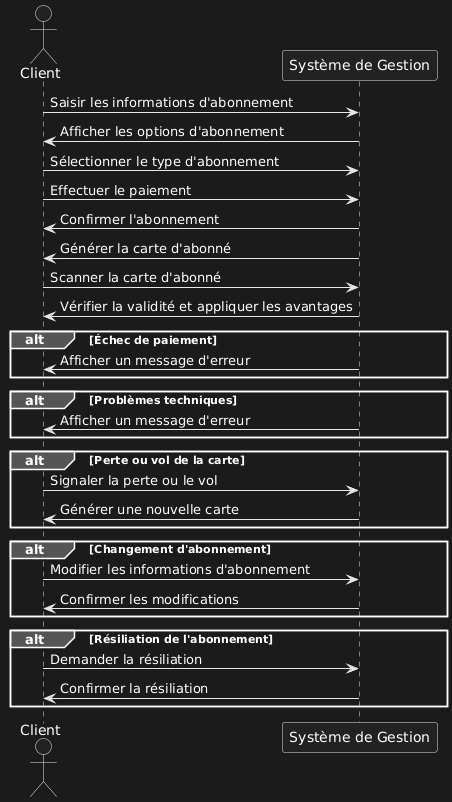 Client
Système de Gestion
Saisir les informations d'abonnement
Afficher les options d'abonnement
Sélectionner le type d'abonnement
Effectuer le paiement
Confirmer l'abonnement
Générer la carte d'abonné
Scanner la carte d'abonné
Vérifier la validité et appliquer les avantages
alt [Échec de paiement]
Afficher un message d'erreur
alt [Problèmes techniques]
Afficher un message d'erreur
alt [Perte ou vol de la carte]
Signaler la perte ou le vol
Générer une nouvelle carte
alt [Changement d'abonnement]
Modifier les informations d'abonnement
Confirmer les modifications
alt [Résiliation de l'abonnement]
Demander la résiliation
Confirmer la résiliation
Client
Système de Gestion